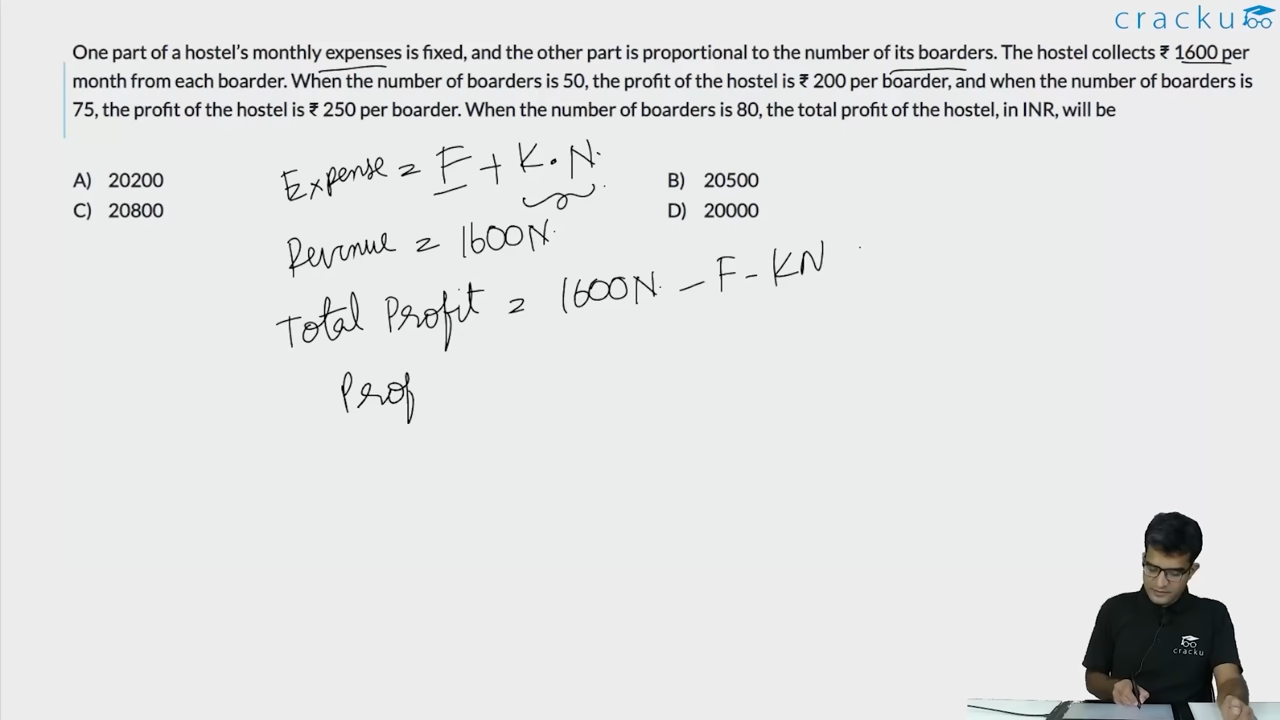 cracku
One part of a hostel's monthly expenses is fixed, and the other part is proportional to the number of its boarders. The hostel collects ₹ 1600 per
month from each boarder. When the number of boarders is 50, the profit of the hostel is ₹ 200 per boarder, and when the number of boarders is
75, the profit of the hostel is ₹ 250 per boarder. When the number of boarders is 80, the total profit of the hostel, in INR, will be
A) 20200
B) 20500
C) 20800
D) 20000
Expense = F + K.N.
Revenue = 1600N.
Total Profit = 1600N. - F - KN
Prof
cracku